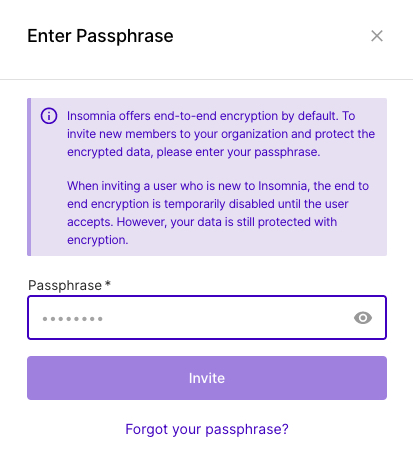 Enter Passphrase
Insomnia offers end-to-end encryption by default. To
invite new members to your organization and protect the
encrypted data, please enter your passphrase.
When inviting a user who is new to Insomnia, the end to
end encryption is temporarily disabled until the user
accepts. However, your data is still protected with
encryption.
Passphrase *
••••••••
Invite
Forgot your passphrase?